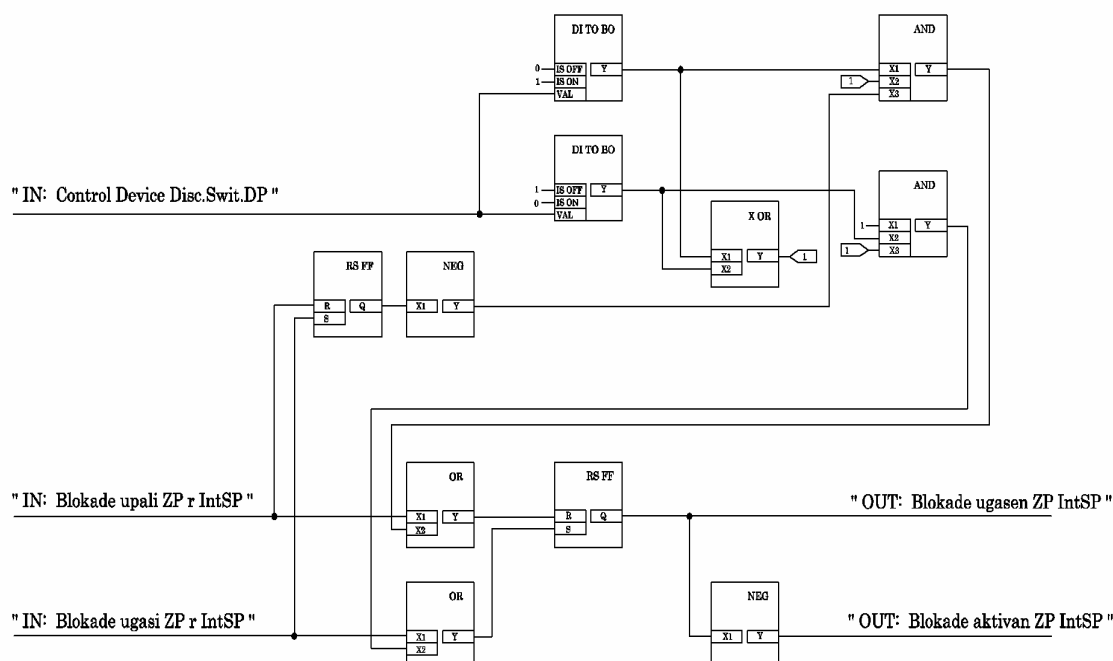 DI TO BO
0 IS OFF Y
1 IS ON
VAL
AND
X1 Y
1 X2
X3
DI TO BO
1 IS OFF Y
0 IS ON
VAL
" IN: Control Device Disc.Swit.DP "
AND
1 X1 Y
X2
1 X3
X OR
X1 Y 1
X2
RS FF
R Q
S
NEG
X1 Y
OR
X1 Y
X2
RS FF
R Q
S
" IN: Blokade upali ZP r IntSP "
" OUT: Blokade ugasen ZP IntSP "
OR
X1 Y
X2
NEG
X1 Y
" IN: Blokade ugasi ZP r IntSP "
" OUT: Blokade aktivan ZP IntSP "